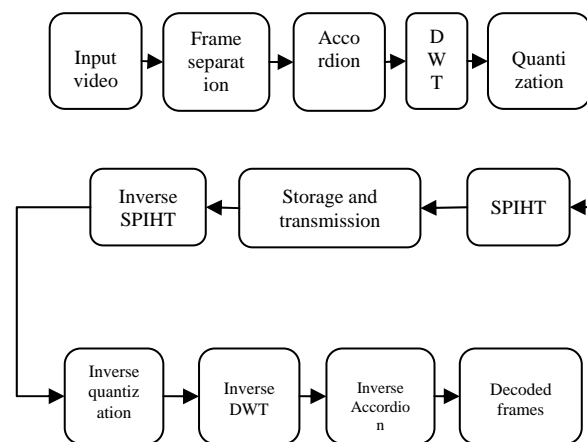 Input
video
Frame
separat
ion
Acco
rdion
D
W
T
Quanti
zation
Inverse
SPIHT
Storage and
transmission
SPIHT
Inverse
quantiz
ation
Inverse
DWT
Inverse
Accordio
n
Decoded
frames